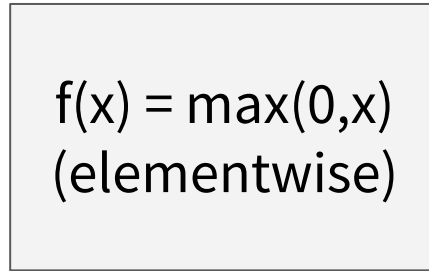 f(x) = max(0,x)
(elementwise)